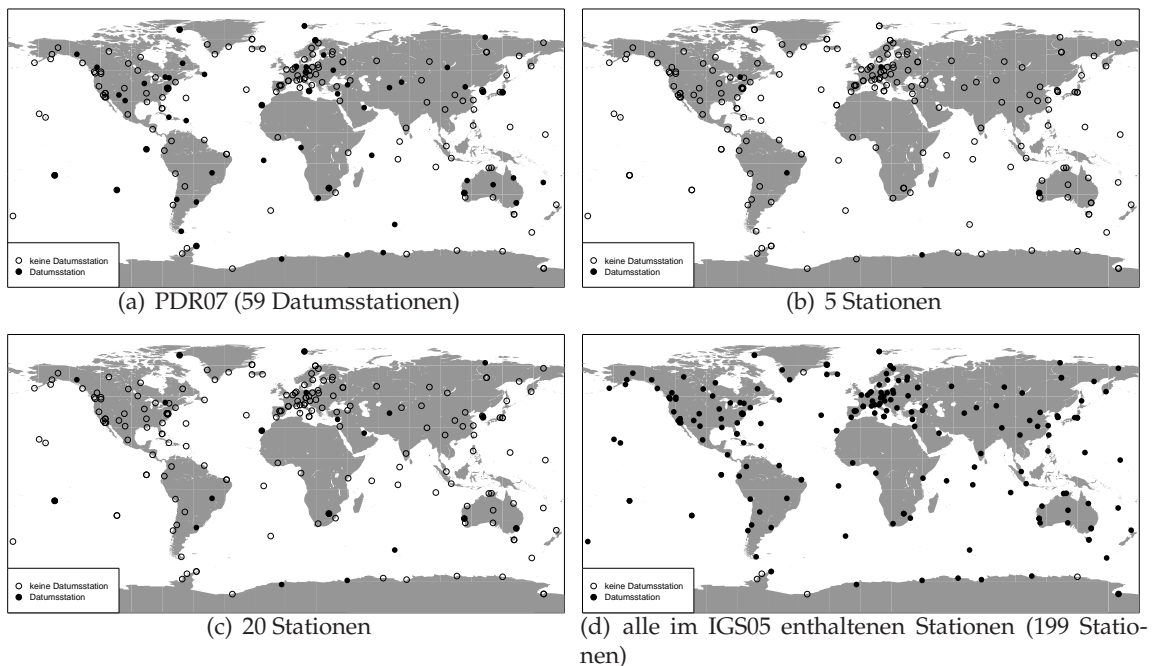 keine Datumsstation
Datumsstation
keine Datumsstation
Datumsstation
(a) PDR07 (59 Datumsstationen)
(b) 5 Stationen
keine Datumsstation
Datumsstation
keine Datumsstation
Datumsstation
(c) 20 Stationen
(d) alle im IGS05 enthaltenen Stationen (199 Statio-
nen)